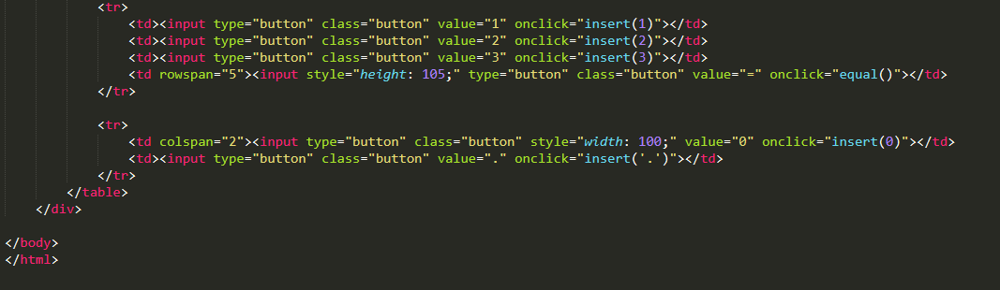 <tr>
<td><input type="button" class="button" value="1" onclick="insert(1)"></td>
<td><input type="button" class="button" value="2" onclick="insert(2)"></td>
<td><input type="button" class="button" value="3" onclick="insert(3)"></td>
<td rowspan="5"><input style="height: 105;" type="button" class="button" value="=" onclick="equal()"></td>
</tr>
<tr>
<td colspan="2"><input type="button" class="button" style="width: 100;" value="0" onclick="insert(0)"></td>
<td><input type="button" class="button" value="." onclick="insert('.')"></td>
</tr>
</table>
</div>
</body>
</html>